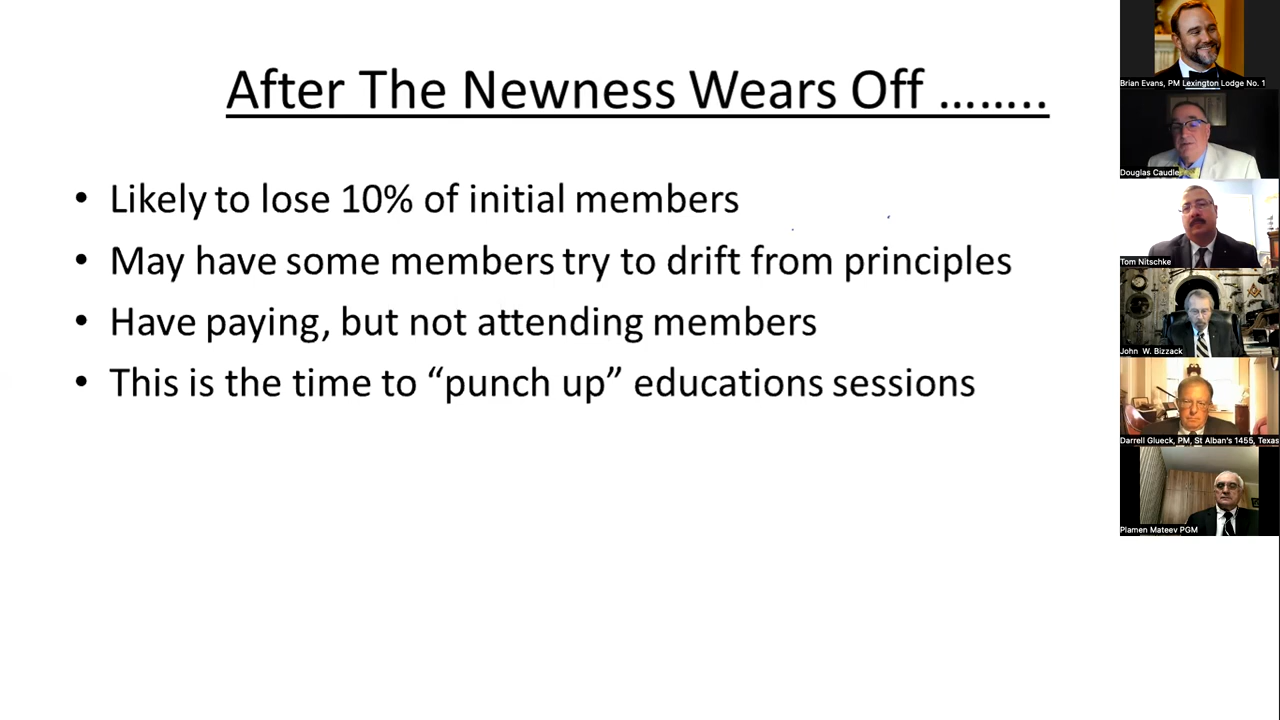 After The Newness Wears Off ……..
• Likely to lose 10% of initial members
• May have some members try to drift from principles
• Have paying, but not attending members
• This is the time to “punch up” educations sessions
Brian Evans, PM Lexington Lodge No. 1
Douglas Caudle
Tom Nitschke
John W. Bizzack
Darrell Glueck, PM, St Alban's 1455, Texas
Plamen Mateev PGM